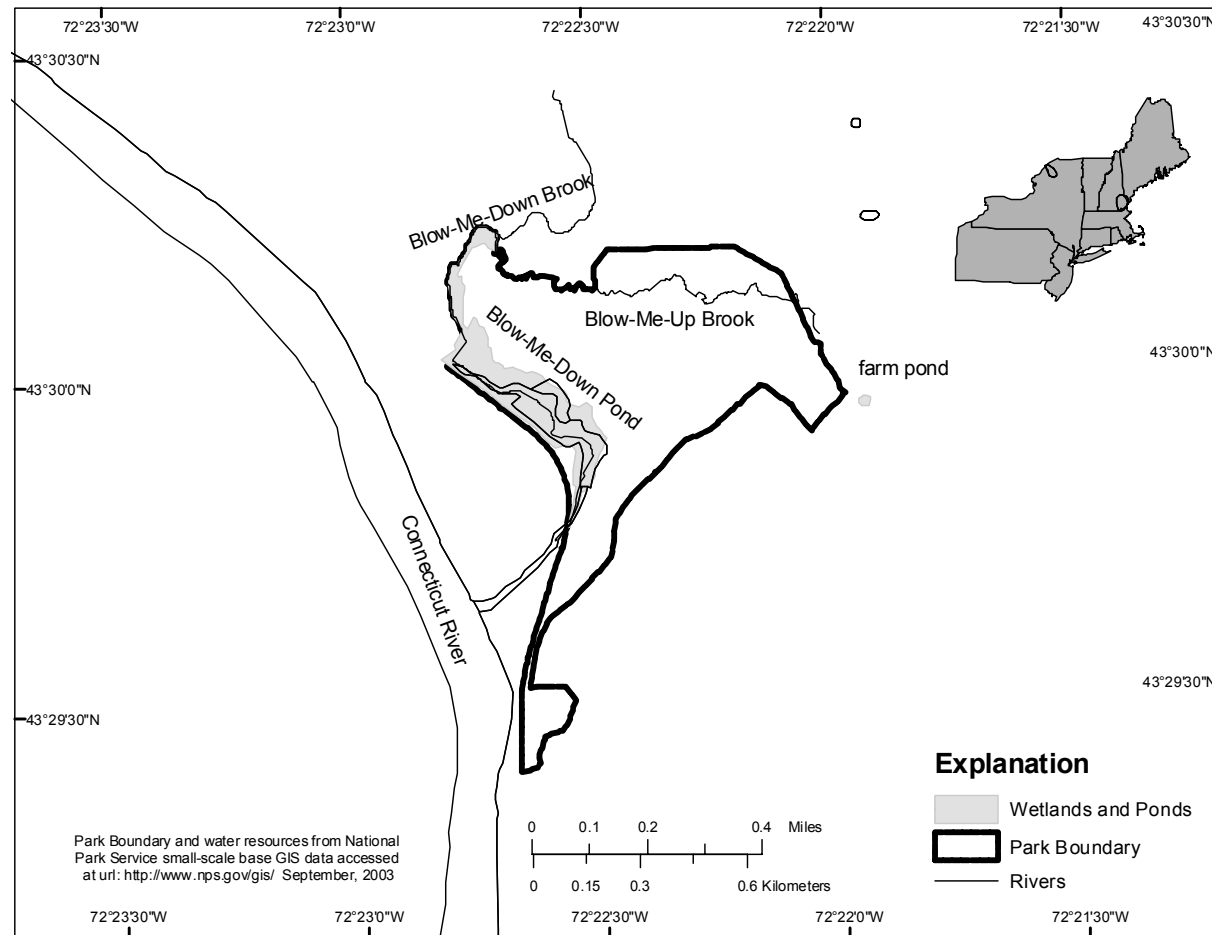 72°23'30"W
72°23'0"W
72°22'30"W
72°22'0"W
72°21'30"W
43°30'30"N
43°30'30"N
Blow-Me-Down Brook
Blow-Me-Down Pond
Blow-Me-Up Brook
43°30'0"N
farm pond
43°30'0"N
Connecticut River
43°29'30"N
43°29'30"N
Explanation
Wetlands and Ponds
Park Boundary
Rivers
0 0.1 0.2 0.4 Miles
0 0.15 0.3 0.6 Kilometers
Park Boundary and water resources from National
Park Service small-scale base GIS data accessed
at url: http://www.nps.gov/gis/ September, 2003
72°23'30"W
72°23'0"W
72°22'30"W
72°22'0"W
72°21'30"W